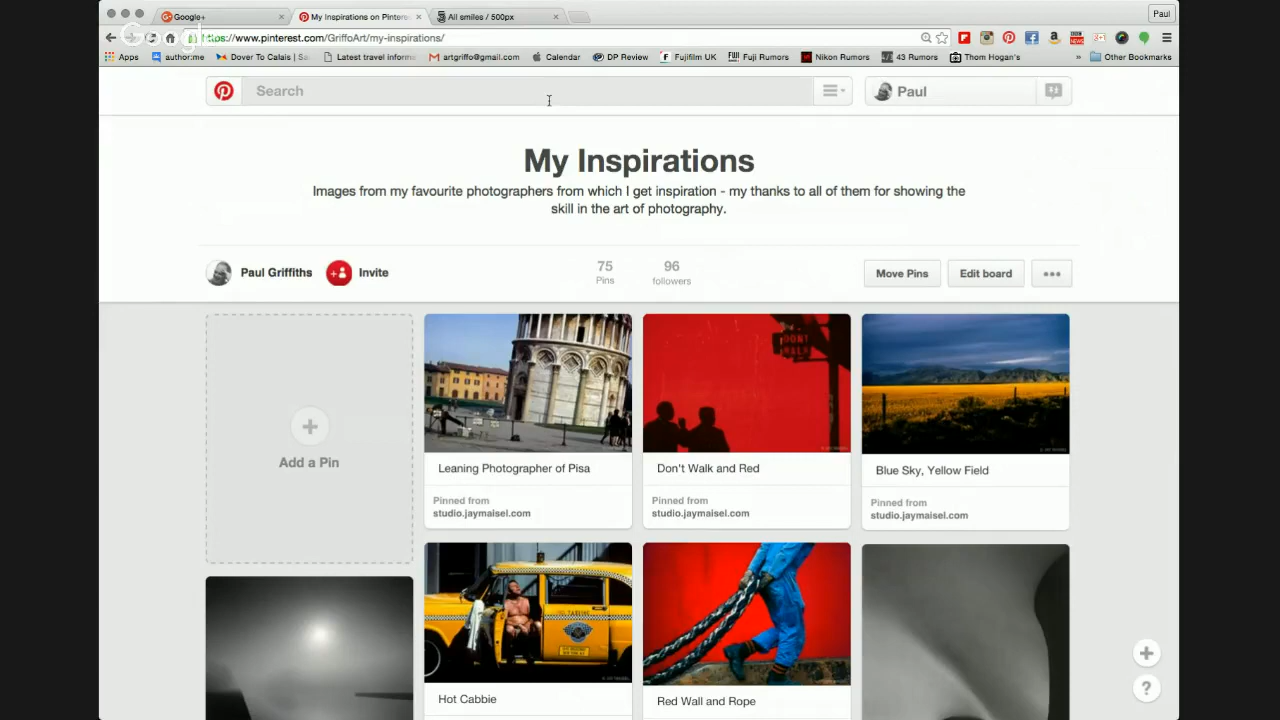 Google+
My Inspirations on Pinteres
All smiles / 500px
Paul
https://www.pinterest.com/GriffoArt/my-inspirations/
Apps
author:me
Dover To Calais | Sa
Latest travel inform
artgriffo@gmail.com
Calendar
DP Review
Fujifilm UK
Fuji Rumors
Nikon Rumors
43 Rumors
Thom Hogan's
»
Other Bookmarks
Search
Paul
My Inspirations
Images from my favourite photographers from which I get inspiration - my thanks to all of them for showing the
skill in the art of photography.
Paul Griffiths
Invite
75
Pins
96
followers
Move Pins
Edit board
Add a Pin
DONT
WALK
Leaning Photographer of Pisa
Don't Walk and Red
Blue Sky, Yellow Field
Pinned from
studio.jaymaisel.com
Pinned from
studio.jaymaisel.com
Pinned from
studio.jaymaisel.com
Hot Cabbie
Red Wall and Rope
?